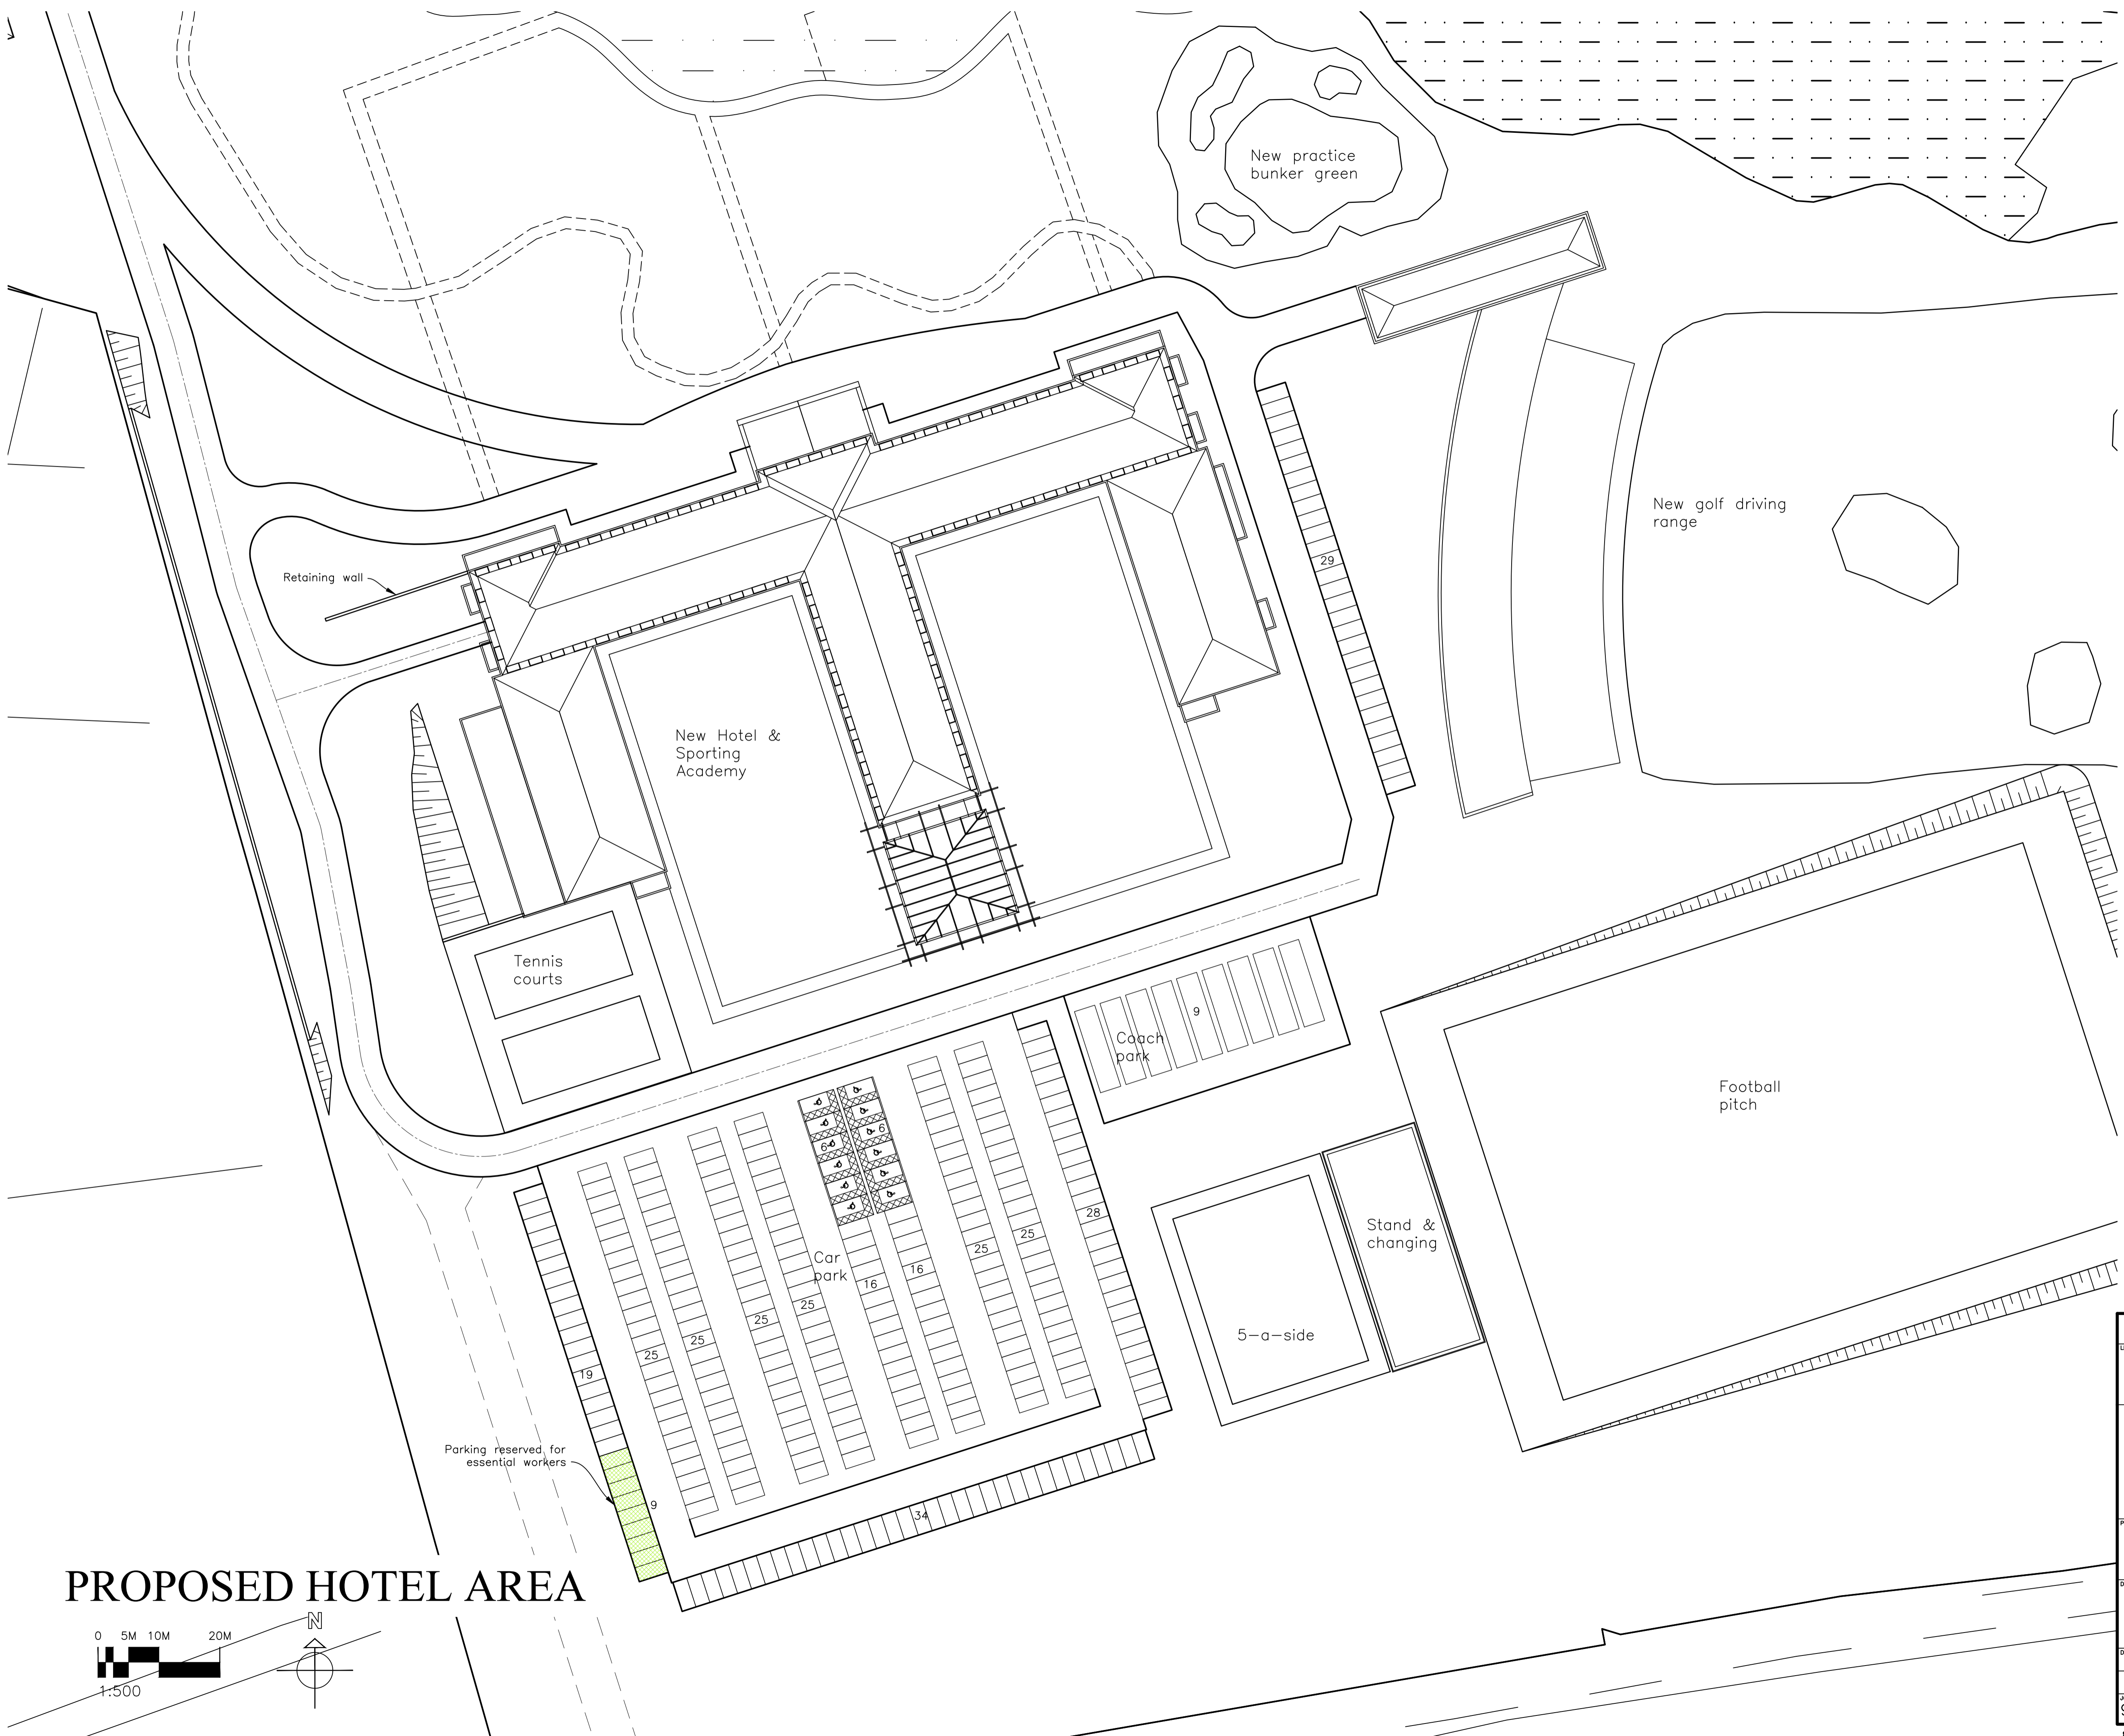 New practice
bunker green
Retaining wall
29
New golf driving
range
New Hotel &
Sporting
Academy
Tennis
courts
9
Coach
park
Football
pitch
6
6
Car
park
28
25
25
16
16
25
25
25
25
19
Stand &
changing
5-a-side
Parking reserved for
essential workers
9
34
PROPOSED HOTEL AREA
N
0 5M 10M 20M
1:500